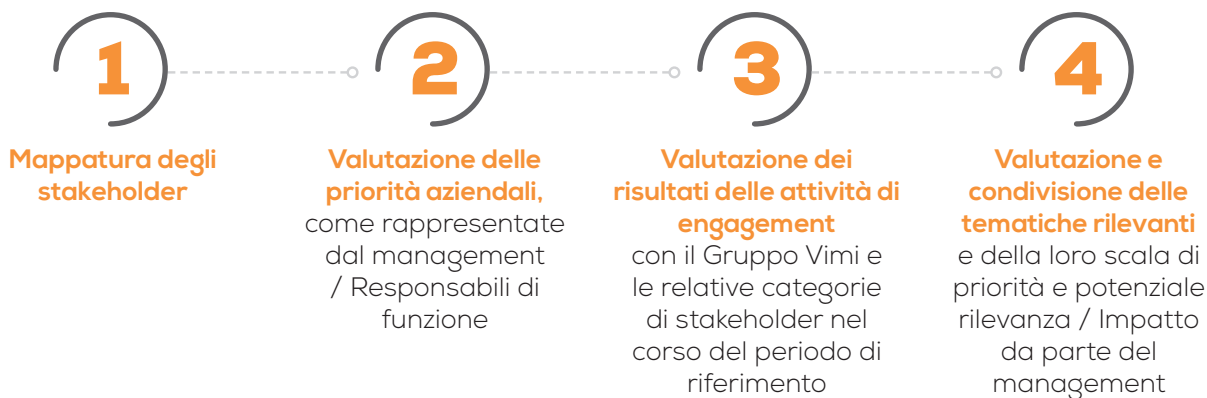 1
Mappatura degli
stakeholder
2
Valutazione delle
priorità aziendali,
come rappresentate
dal management
/ Responsabili di
funzione
3
Valutazione dei
risultati delle attività di
engagement
con il Gruppo Vimi e
le relative categorie
di stakeholder nel
corso del periodo di
riferimento
4
Valutazione e
condivisione delle
tematiche rilevanti
e della loro scala di
priorità e potenziale
rilevanza / Impatto
da parte del
management